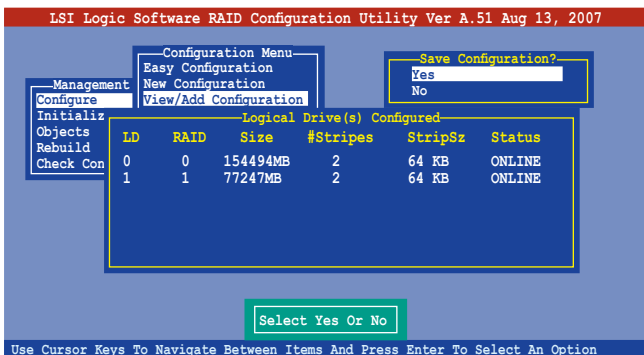 LSI Logic Software RAID Configuration Utility Ver A.51 Aug 13, 2007
Configuration Menu
Easy Configuration
New Configuration
View/Add Configuration
Save Configuration?
Yes
No
Management
Configure
Initializ
Objects
Rebuild
Check Con
Logical Drive(s) Configured
LD RAID Size #Stripes StripSz Status
0 0 154494MB 2 64 KB ONLINE
1 1 77247MB 2 64 KB ONLINE
Select Yes Or No
Use Cursor Keys To Navigate Between Items And Press Enter To Select An Option